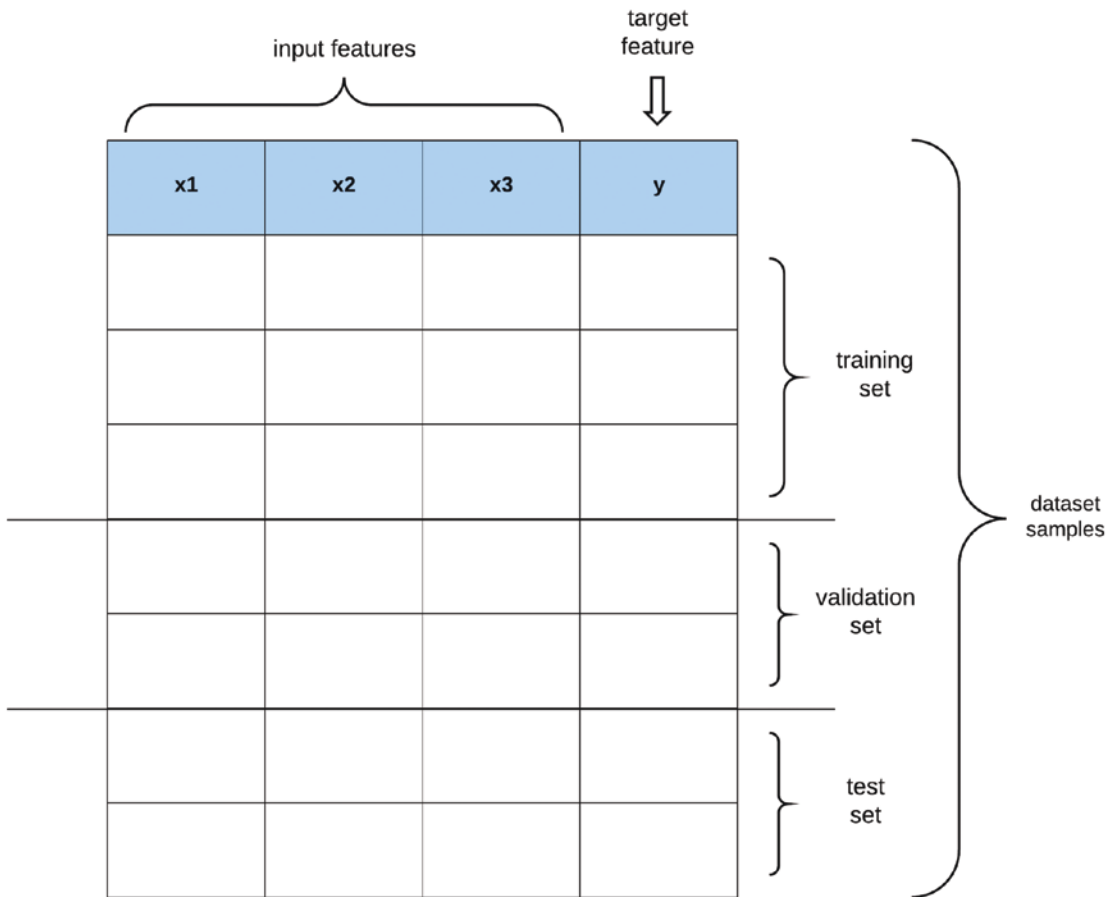 target
feature
input features
x1 x2 x3 y
training
set
dataset
samples
validation
set
test
set